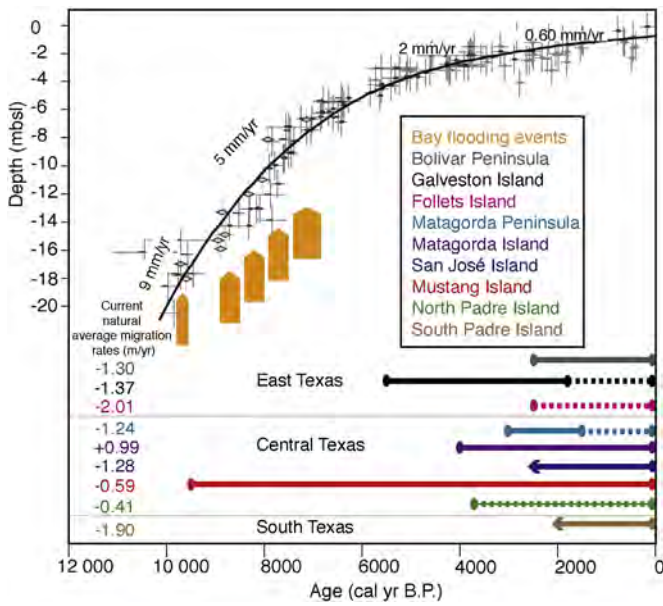 0
-2
-4
-6
-8
-10
-12
-14
-16
-18
-20
Depth (mbsl)
9 mm/yr
5 mm/yr
2 mm/yr
0.60 mm/yr
Bay flooding events
Bolivar Peninsula
Galveston Island
Follets Island
Matagorda Peninsula
Matagorda Island
San José Island
Mustang Island
North Padre Island
South Padre Island
Current
natural
average migration
rates (m/yr)
-1.30
-1.37
-2.01
East Texas
-1.24
+0.99
-1.28
-0.59
-0.41
Central Texas
-1.90
South Texas
12 000
10 000
8000
6000
4000
2000
0
Age (cal yr B.P.)